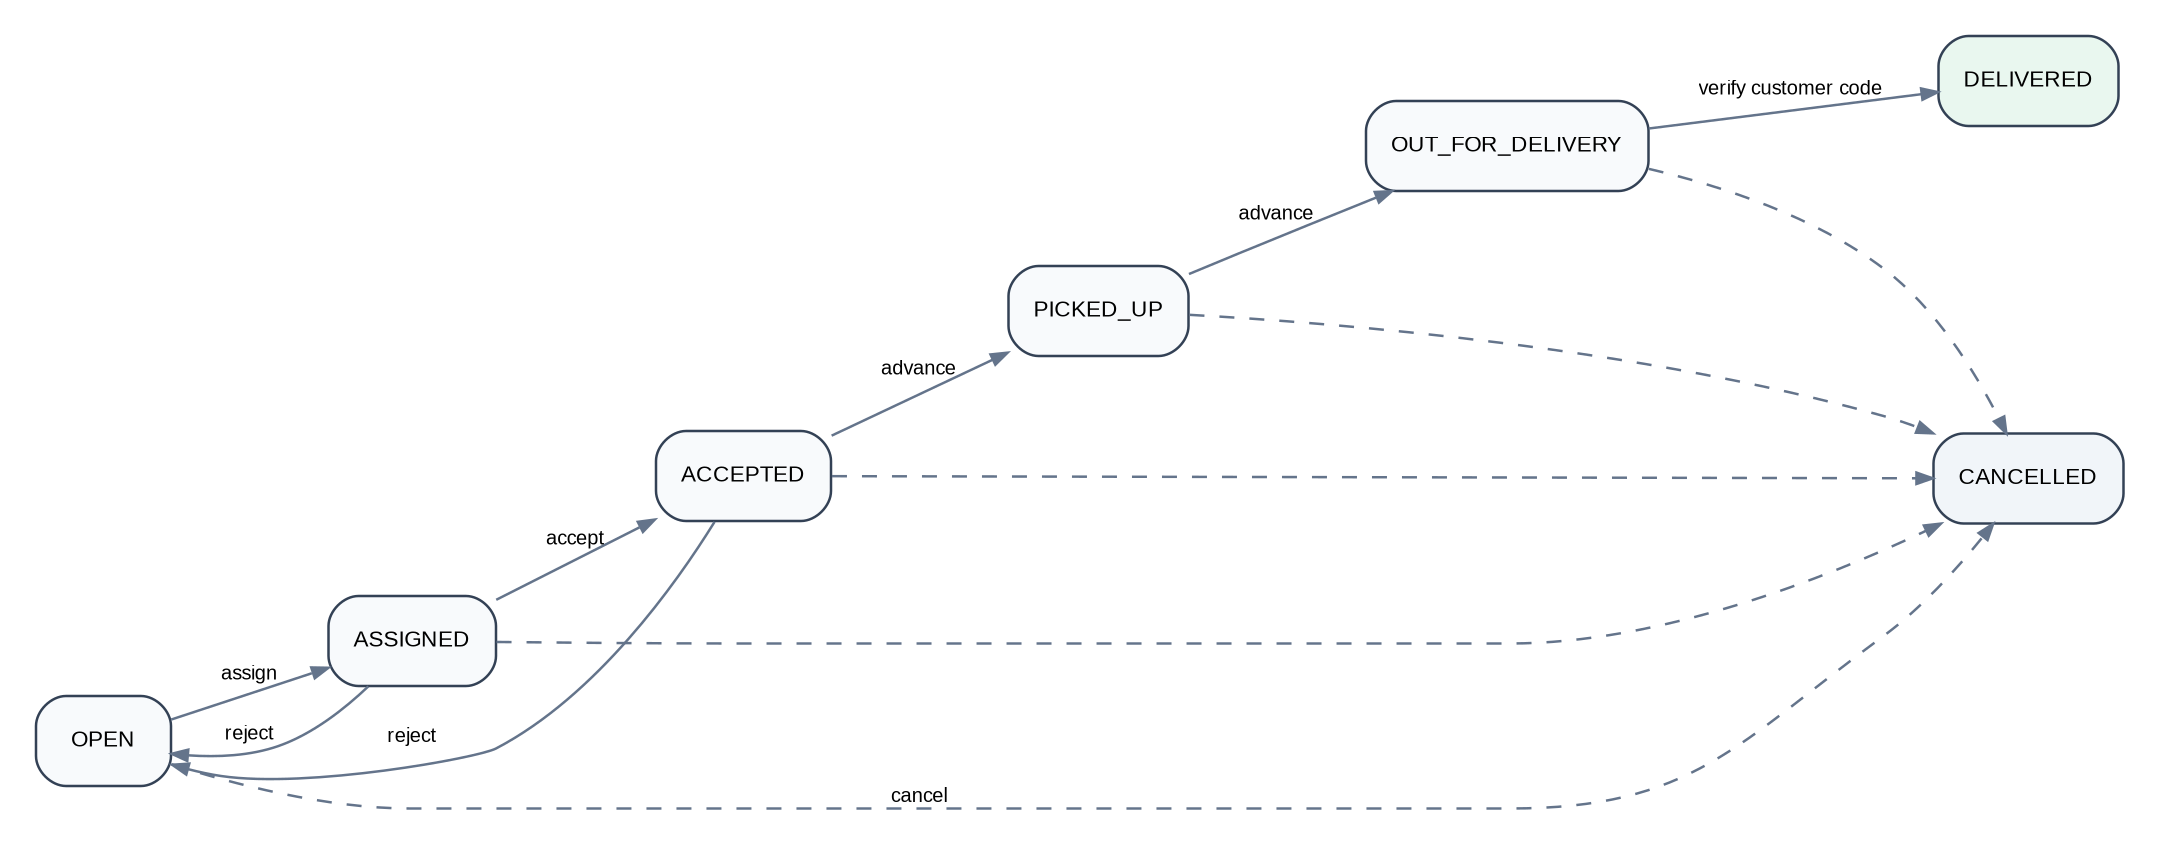 DELIVERED
verify customer code
OUT_FOR_DELIVERY
advance
PICKED_UP
advance
ACCEPTED
CANCELLED
accept
ASSIGNED
assign
reject
reject
OPEN
cancel